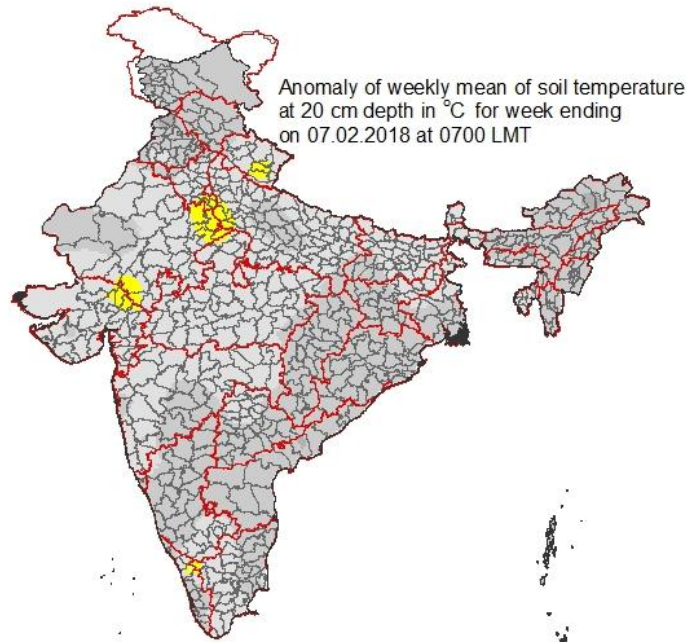 Anomaly of weekly mean of soil temperature
at 20 cm depth in °C for week ending
on 07.02.2018 at 0700 LMT